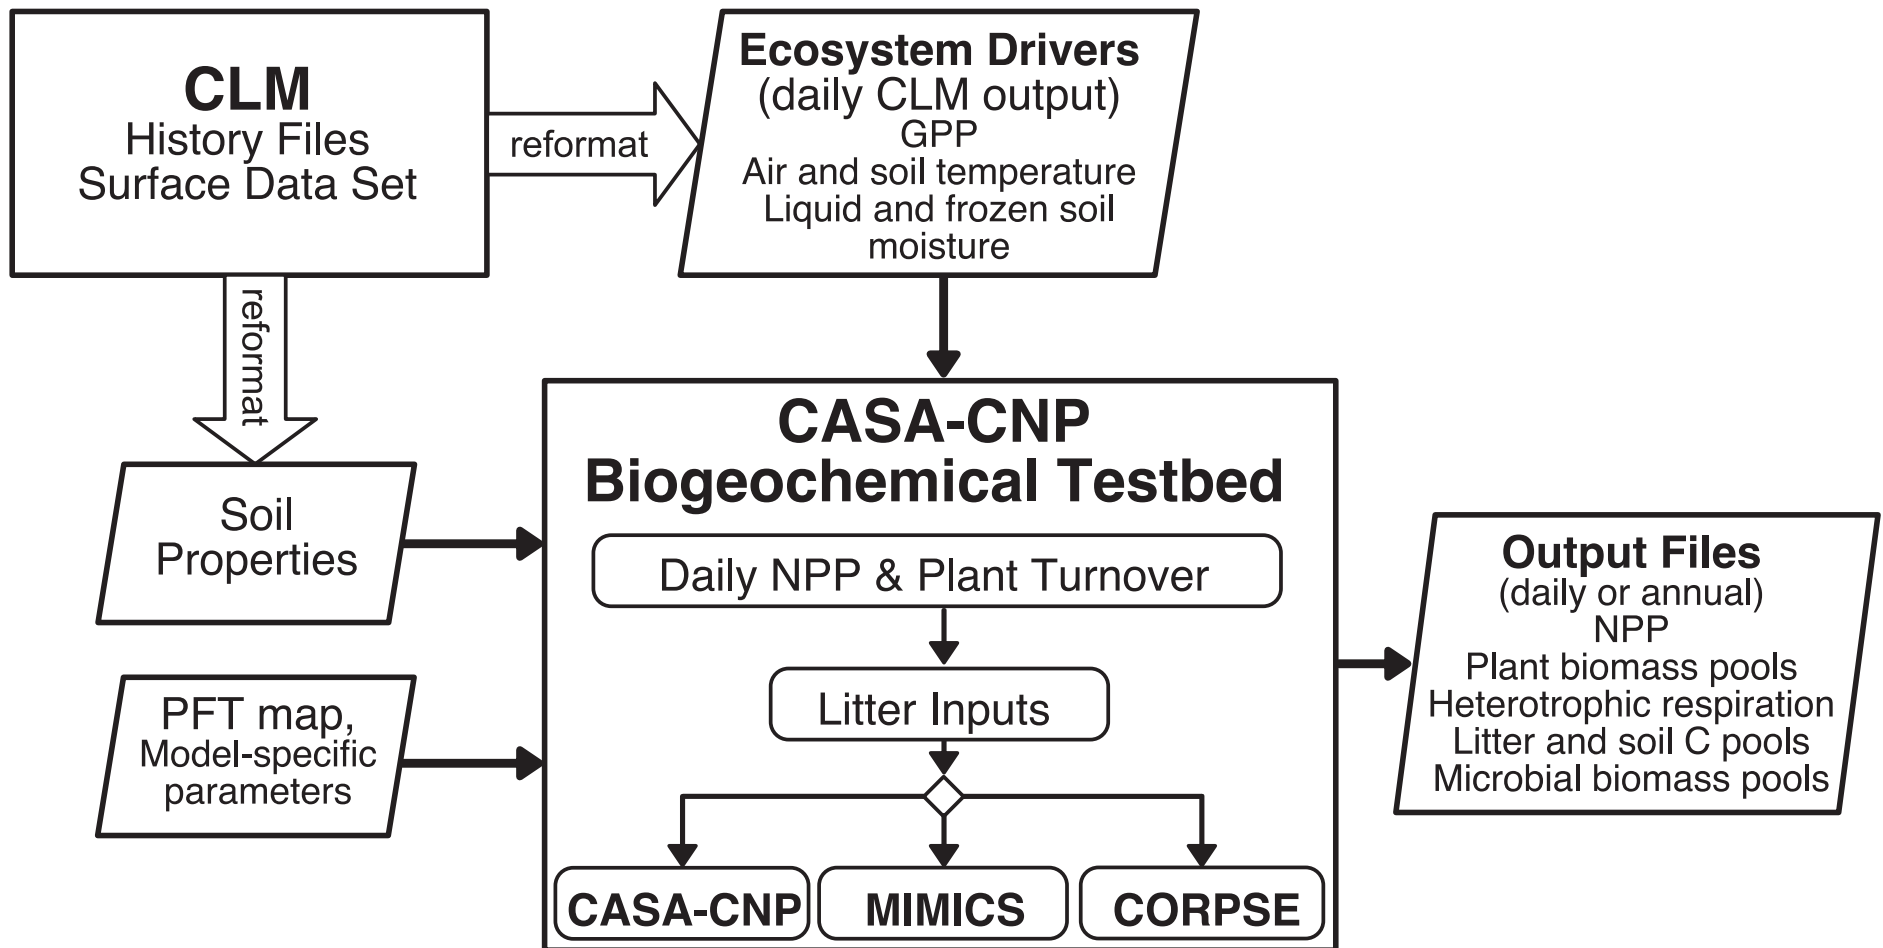 CLM
History Files
Surface Data Set
reformat
Ecosystem Drivers
(daily CLM output)
GPP
Air and soil temperature
Liquid and frozen soil
moisture
reformat
Soil
Properties
PFT map,
Model-specific
parameters
CASA-CNP
Biogeochemical Testbed
Daily NPP & Plant Turnover
Litter Inputs
CASA-CNP
MIMICS
CORPSE
Output Files
(daily or annual)
NPP
Plant biomass pools
Heterotrophic respiration
Litter and soil C pools
Microbial biomass pools